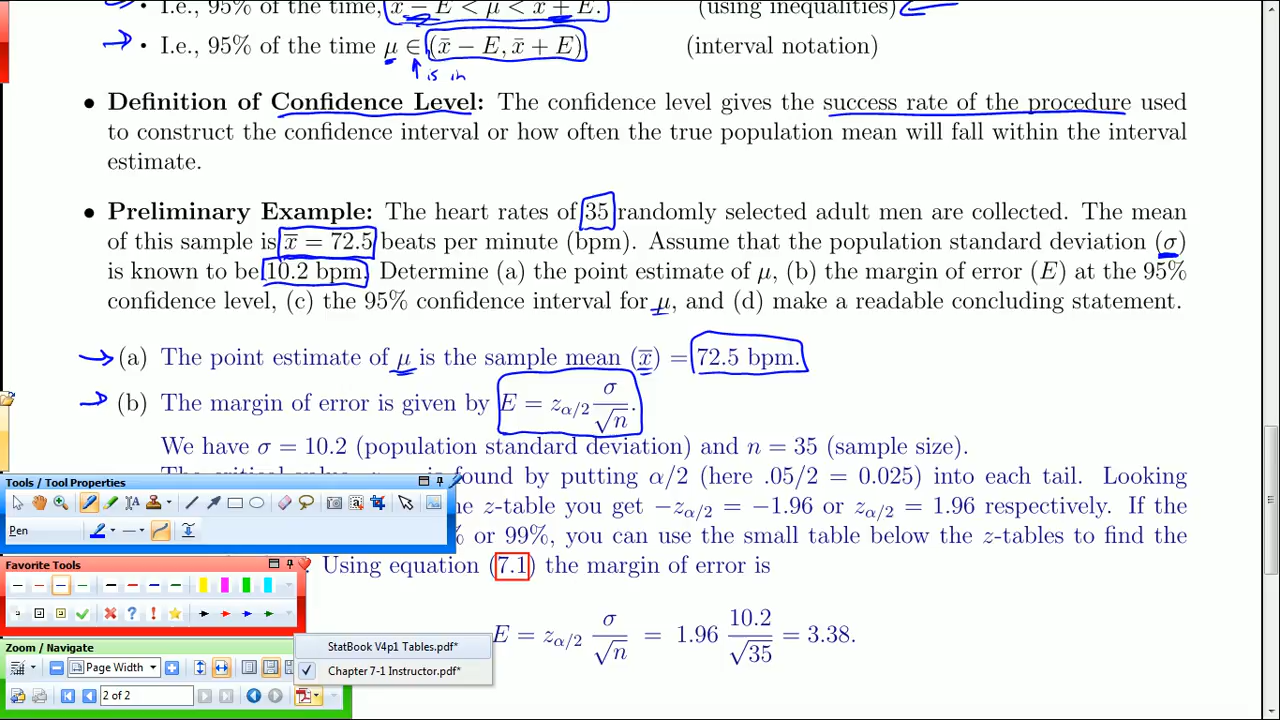 • I.e., 95% of the time, x̄ − E < μ < x̄ + E. (using inequalities)
• I.e., 95% of the time μ ∈ (x̄ − E, x̄ + E) (interval notation)
is in
• Definition of Confidence Level: The confidence level gives the success rate of the procedure used
to construct the confidence interval or how often the true population mean will fall within the interval
estimate.
• Preliminary Example: The heart rates of 35 randomly selected adult men are collected. The mean
of this sample is x̄ = 72.5 beats per minute (bpm). Assume that the population standard deviation (σ)
is known to be 10.2 bpm. Determine (a) the point estimate of μ, (b) the margin of error (E) at the 95%
confidence level, (c) the 95% confidence interval for μ, and (d) make a readable concluding statement.
(a) The point estimate of μ is the sample mean (x̄) = 72.5 bpm.
(b) The margin of error is given by E = z_{α/2} σ/√n.
We have σ = 10.2 (population standard deviation) and n = 35 (sample size).
is found by putting α/2 (here .05/2 = 0.025) into each tail. Looking
the z-table you get −z_{α/2} = −1.96 or z_{α/2} = 1.96 respectively. If the
% or 99%, you can use the small table below the z-tables to find the
Using equation (7.1) the margin of error is
E = z_{α/2} σ/√n = 1.96 10.2/√35 = 3.38.
Tools / Tool Properties
Pen
Favorite Tools
Zoom / Navigate
Page Width
2 of 2
StatBook V4p1 Tables.pdf*
Chapter 7-1 Instructor.pdf*